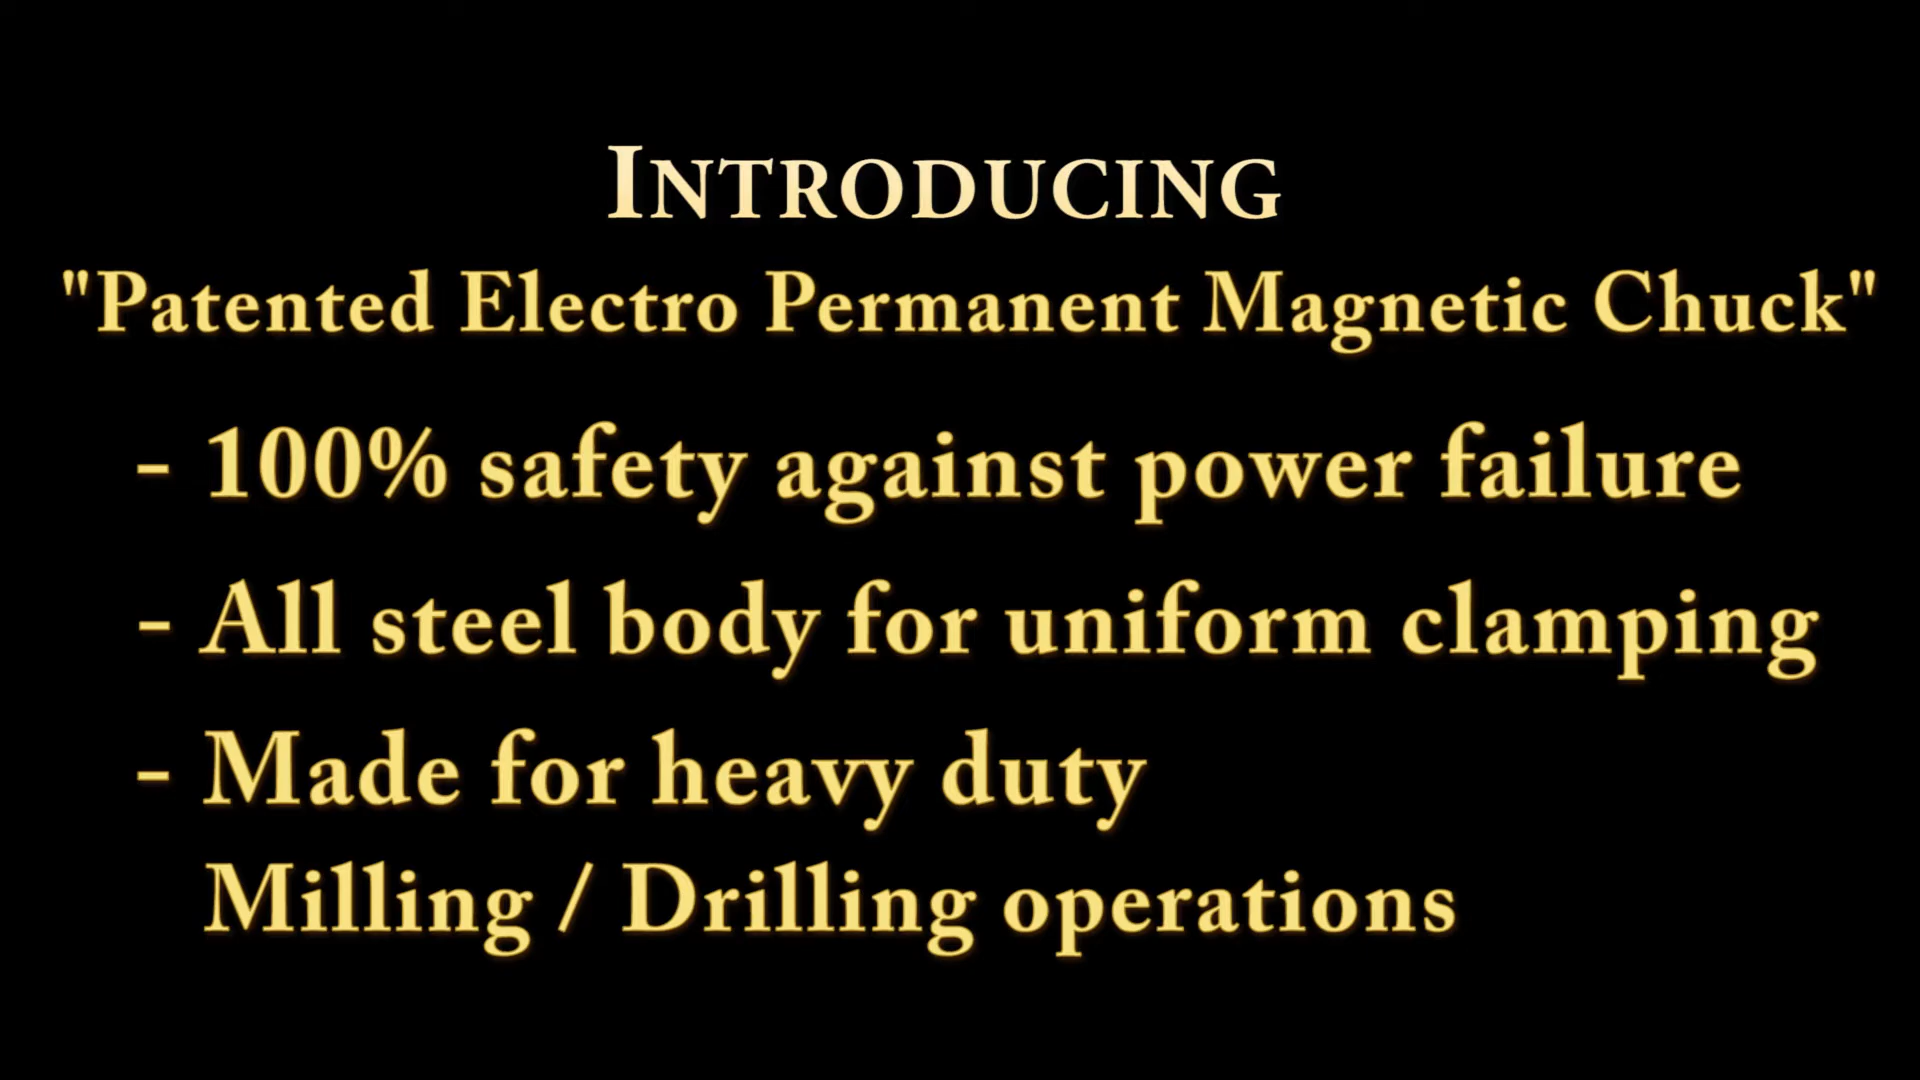 INTRODUCING
"Patented Electro Permanent Magnetic Chuck"
- 100% safety against power failure
- All steel body for uniform clamping
- Made for heavy duty
Milling / Drilling operations